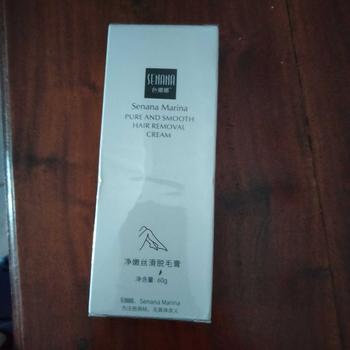 SENANA
Senana Marina
PURE AND SMOOTH
HAIR REMOVAL
CREAM
净嫩丝滑脱毛膏
净含量: 60g
Senana Marina